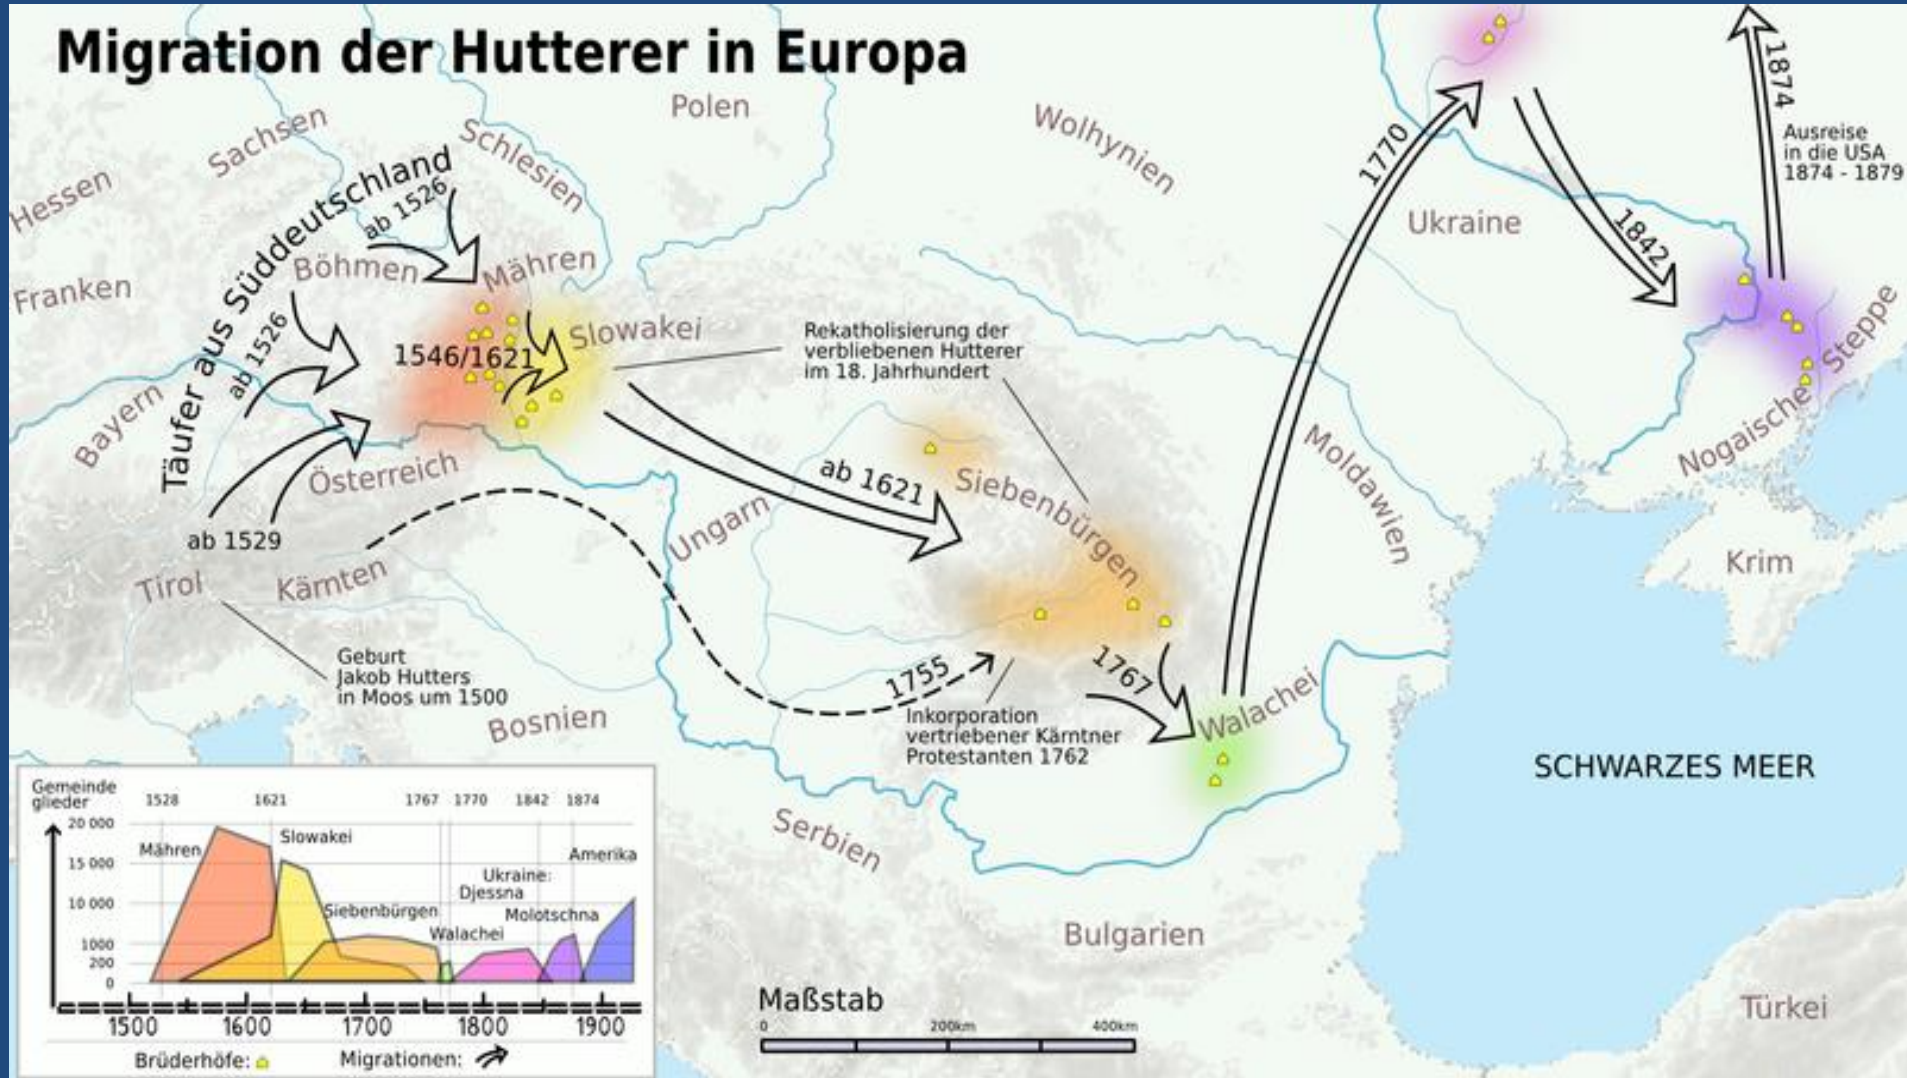 Migration der Hutterer in Europa
Polen
Wolhynien
Sachsen
Schlesien
Hessen
Franken
Bayern
Böhmen
Mähren
Slowakei
Österreich
Tirol
Kärnten
Ungarn
Siebenbürgen
Moldawien
Ukraine
Nogaische Steppe
Krim
Walachei
Bosnien
Serbien
Bulgarien
Türkei
SCHWARZES MEER
Täufer aus Süddeutschland
ab 1526
ab 1526
ab 1529
1546/1621
ab 1621
1755
1767
1770
1842
1874
Ausreise
in die USA
1874 - 1879
Rekatholisierung der
verbliebenen Hutterer
im 18. Jahrhundert
Geburt
Jakob Hutters
in Moos um 1500
Inkorporation
vertriebener Kärntner
Protestanten 1762
Gemeinde
glieder
1528 1621 1767 1770 1842 1874
20 000
15 000
10 000
1000
200
0
Mähren
Slowakei
Siebenbürgen
Walachei
Ukraine:
Djessna
Molotschna
Amerika
1500 1600 1700 1800 1900
Brüderhöfe:
Migrationen:
Maßstab
0 200km 400km